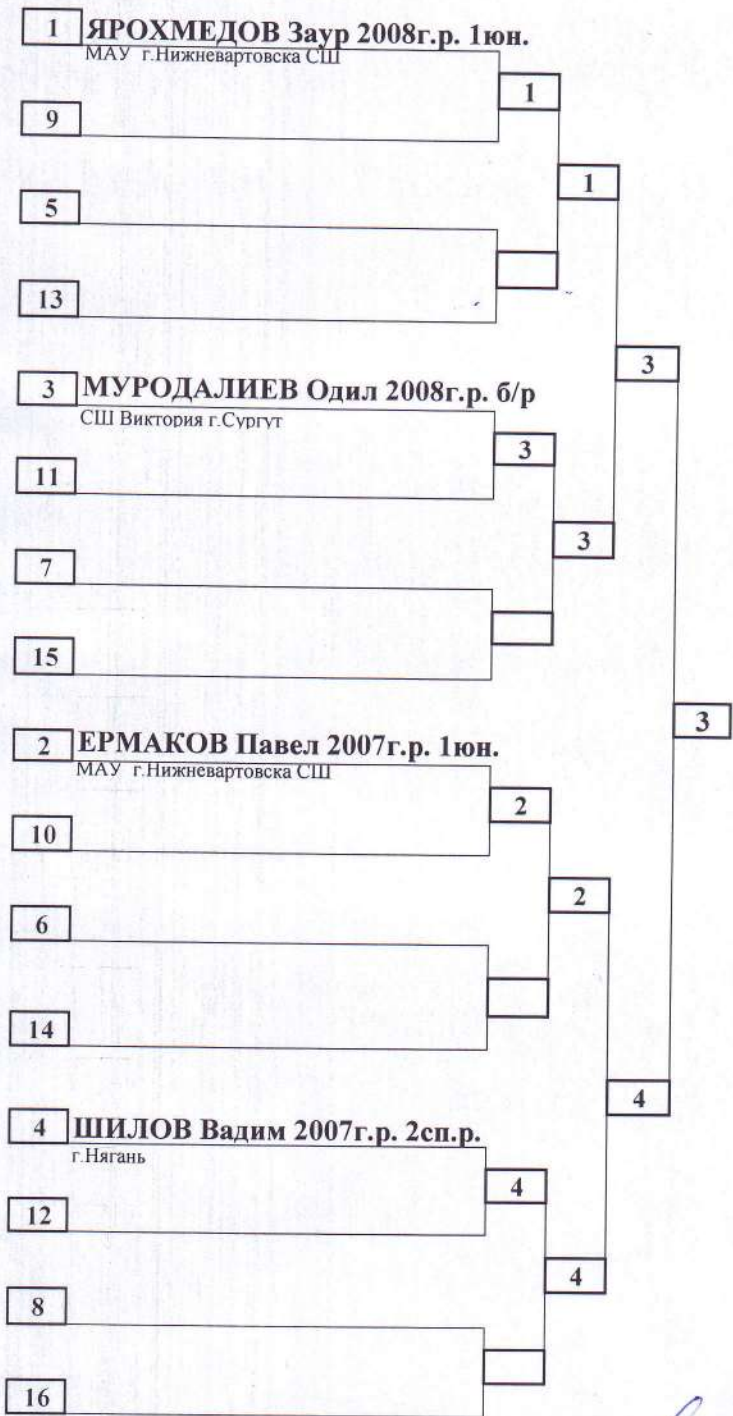 1 ЯРОХМЕДОВ Заур 2008г.р. 1юн.
МАУ г.Нижневартовска СШ
1
9
1
5
13
3
3 МУРОДАЛИЕВ Одил 2008г.р. б/р
СШ Виктория г.Сургут
3
11
3
7
15
3
2 ЕРМАКОВ Павел 2007г.р. 1юн.
МАУ г.Нижневартовска СШ
2
10
2
6
14
4
4 ШИЛОВ Вадим 2007г.р. 2сп.р.
г.Нягань
4
12
4
8
16